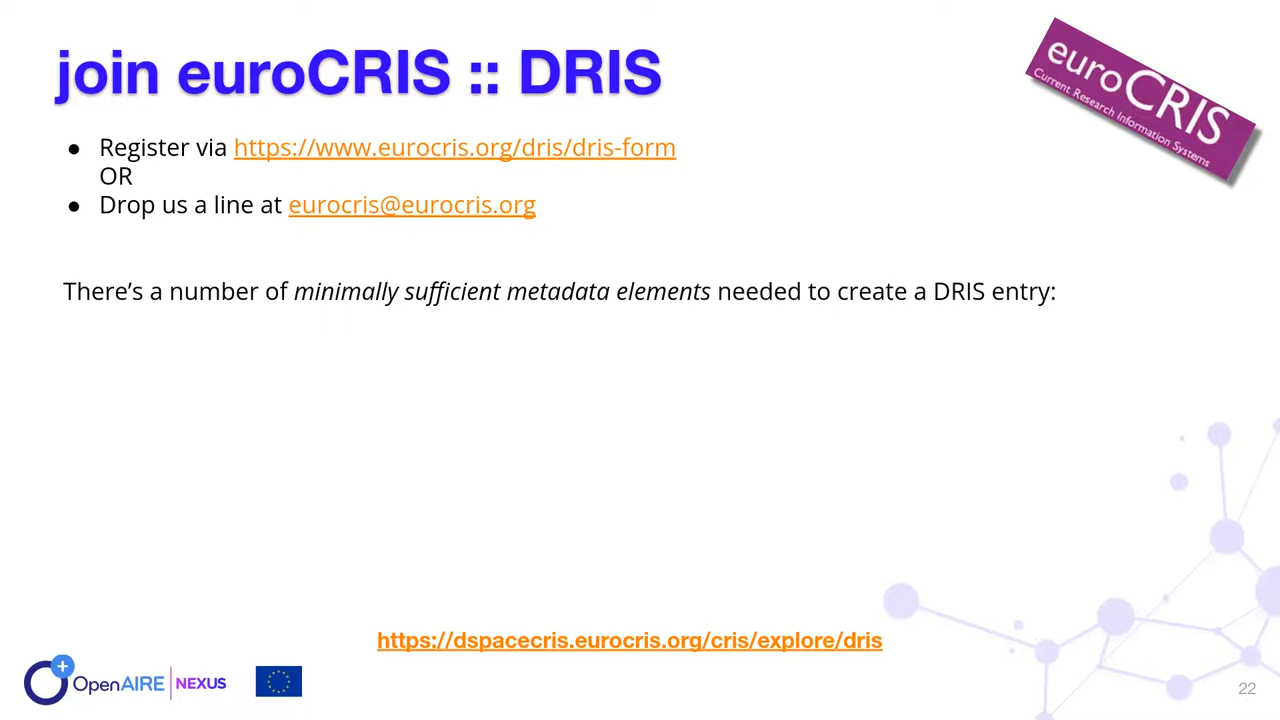 join euroCRIS :: DRIS
euroCRIS
Current Research Information Systems
● Register via https://www.eurocris.org/dris/dris-form
OR
● Drop us a line at eurocris@eurocris.org
There’s a number of minimally sufficient metadata elements needed to create a DRIS entry:
https://dspacecris.eurocris.org/cris/explore/dris
OpenAIRE NEXUS
22